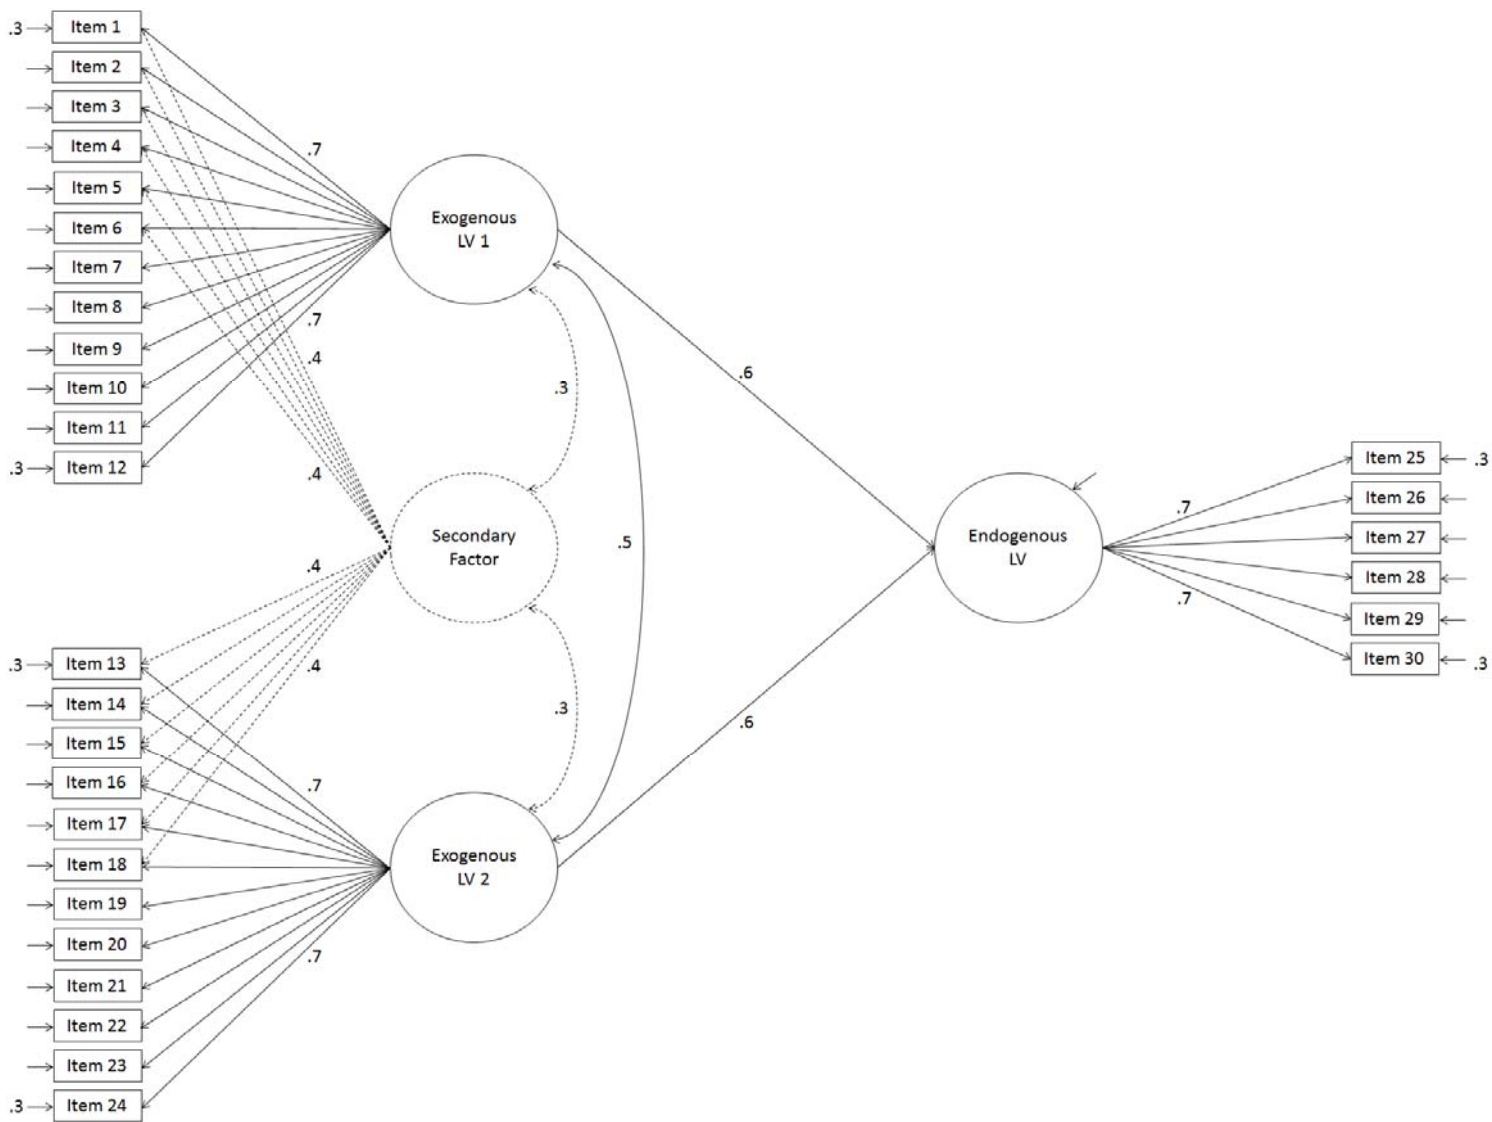 .3
Item 1
Item 2
Item 3
Item 4
Item 5
Item 6
Item 7
Item 8
Item 9
Item 10
Item 11
.3
Item 12
.7
.7
.4
.4
Exogenous
LV 1
.3
.5
Secondary
Factor
.3
.4
.4
.3
Item 13
Item 14
Item 15
Item 16
Item 17
Item 18
Item 19
Item 20
Item 21
Item 22
Item 23
.3
Item 24
.7
.7
Exogenous
LV 2
.6
.6
Endogenous
LV
.7
.7
Item 25
.3
Item 26
Item 27
Item 28
Item 29
Item 30
.3